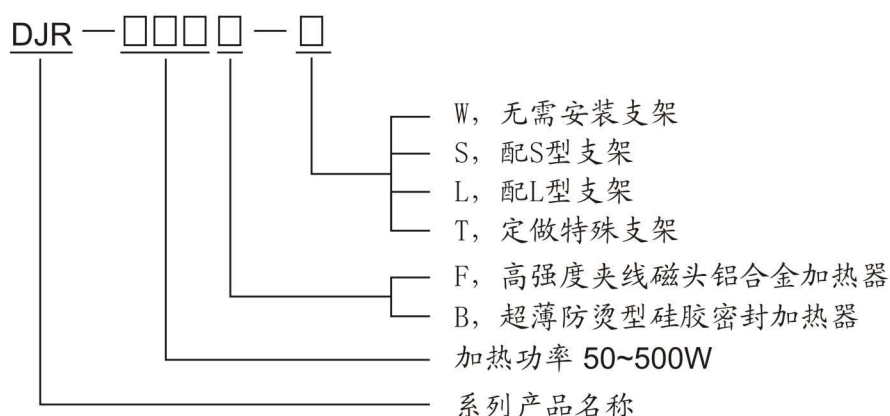 DJR — □□□ □ — □
W, 无需安装支架
S, 配S型支架
L, 配L型支架
T, 定做特殊支架
F, 高强度夹线磁头铝合金加热器
B, 超薄防烫型硅胶密封加热器
加热功率 50~500W
系列产品名称